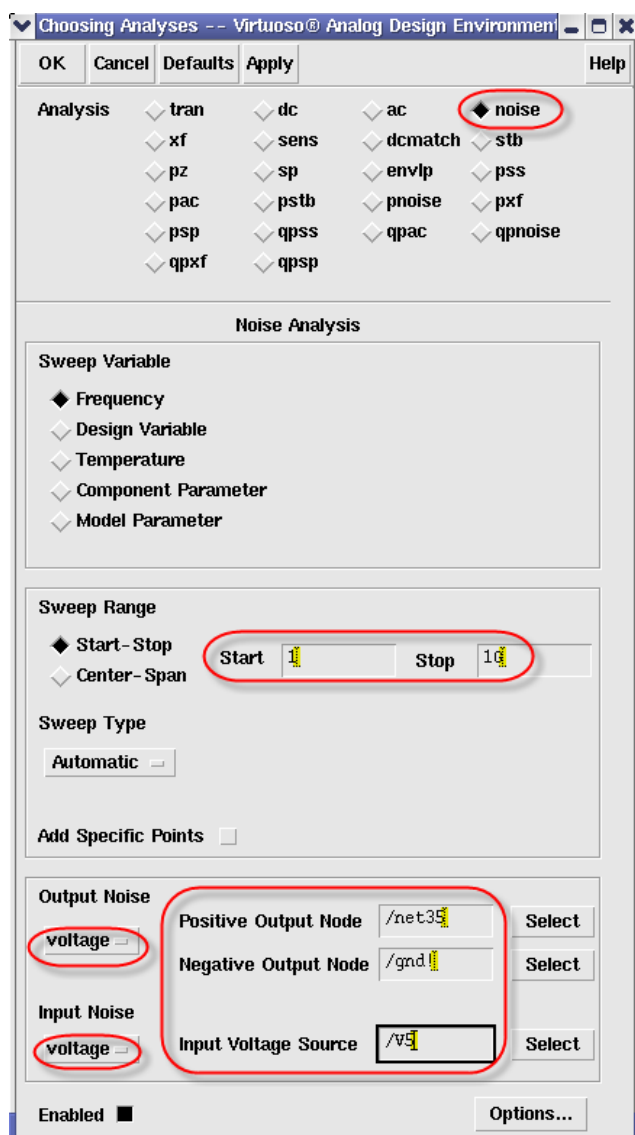 Choosing Analyses -- Virtuoso® Analog Design Environment
OK Cancel Defaults Apply Help
Analysis tran dc ac noise
xf sens dcmatch stb
pz sp envlp pss
pac pstb pnoise pxf
psp qpss qpac qpnoise
qpxf qpsp
Noise Analysis
Sweep Variable
Frequency
Design Variable
Temperature
Component Parameter
Model Parameter
Sweep Range
Start-Stop
Center-Span
Start 1 Stop 1G
Sweep Type
Automatic
Add Specific Points
Output Noise
voltage
Positive Output Node /net35 Select
Negative Output Node /gnd! Select
Input Noise
voltage
Input Voltage Source /V5 Select
Enabled Options...